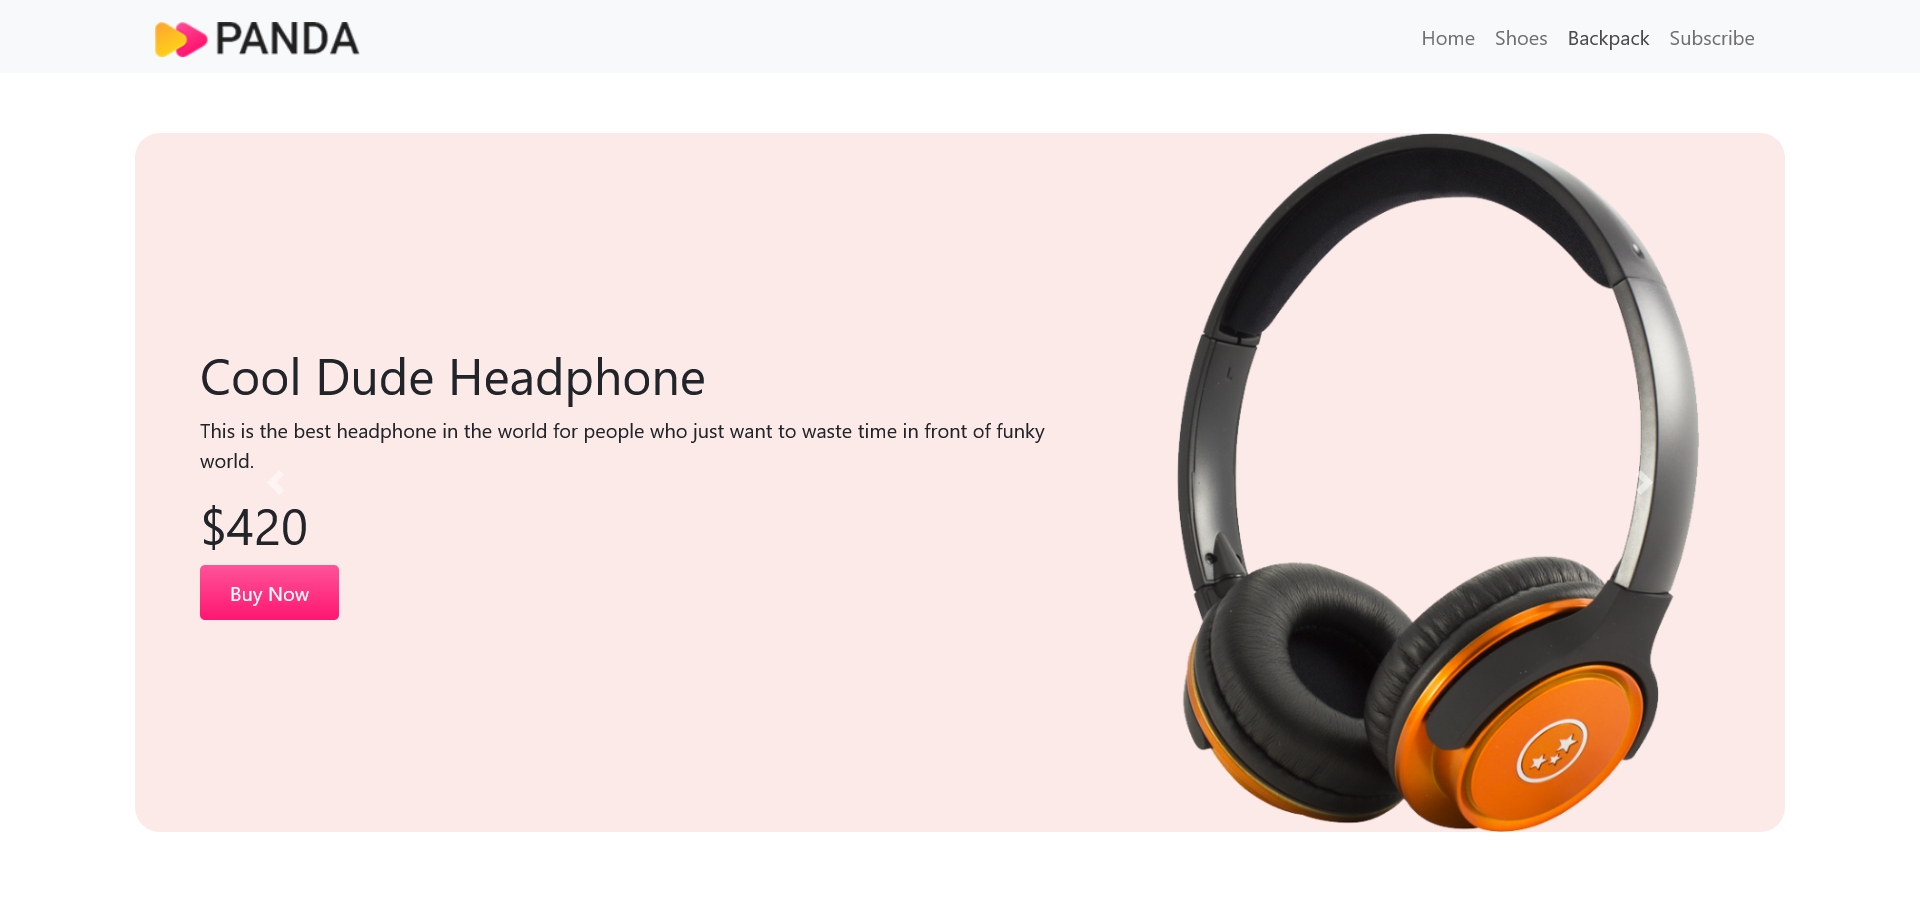 PANDA
Home Shoes Backpack Subscribe
Cool Dude Headphone
This is the best headphone in the world for people who just want to waste time in front of funky
world.
$420
Buy Now
L